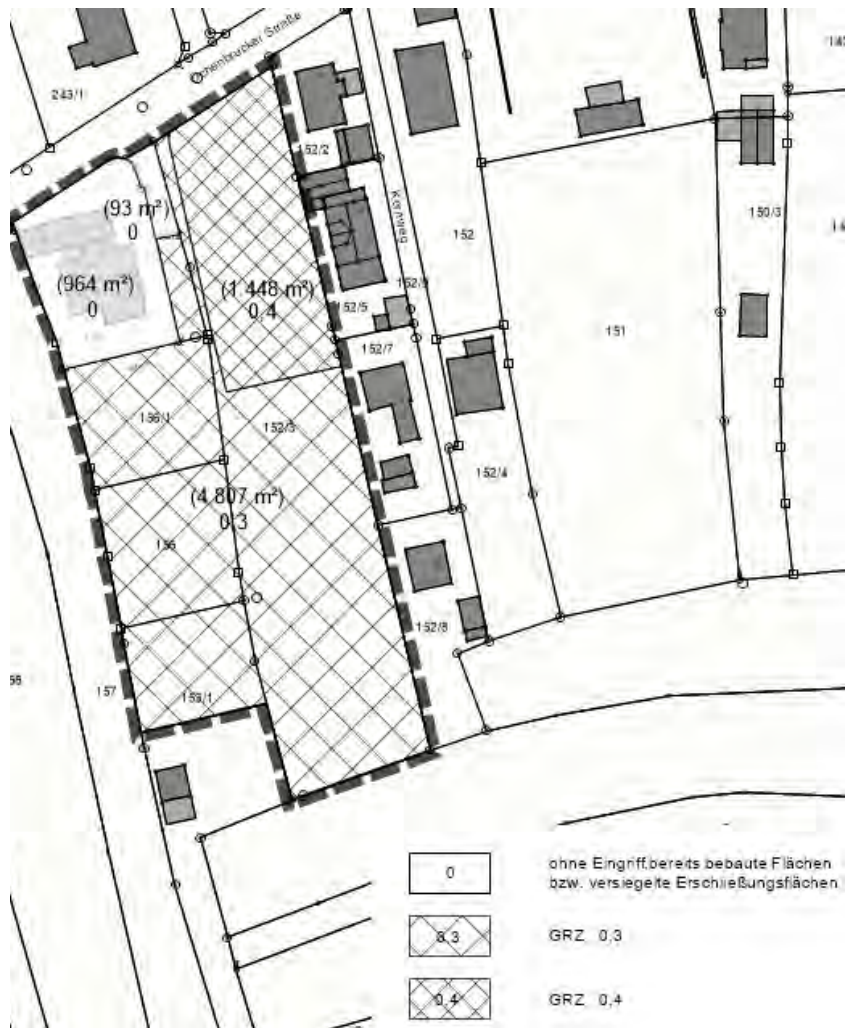 chenbrucker Straße
243/1
152/2
(93 m²)
0
Kornweg
152
150/3
(964 m²)
0
(1.448 m²)
0,4
152/5
151
152/7
156/1
152/3
152/4
(4.807 m²)
0,3
156
152/8
157
153/1
0
ohne Eingriff,bereits bebaute Flächen
bzw. versiegelte Erschließungsflächen
0,3
GRZ 0,3
0,4
GRZ 0,4